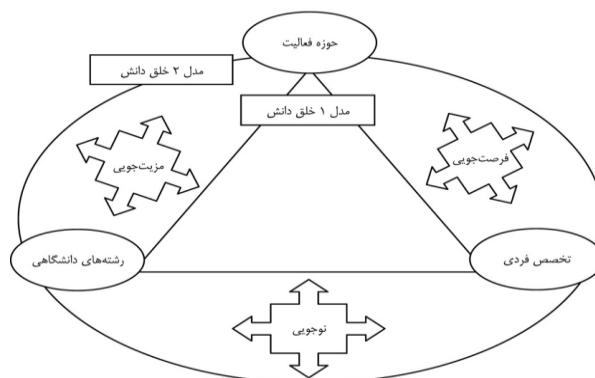 حوزه فعالیت
مدل ۲ خلق دانش
مدل ۱ خلق دانش
فرصت‌جویی
مزیت‌جویی
تخصص فردی
رشته‌های دانشگاهی
نوجویی